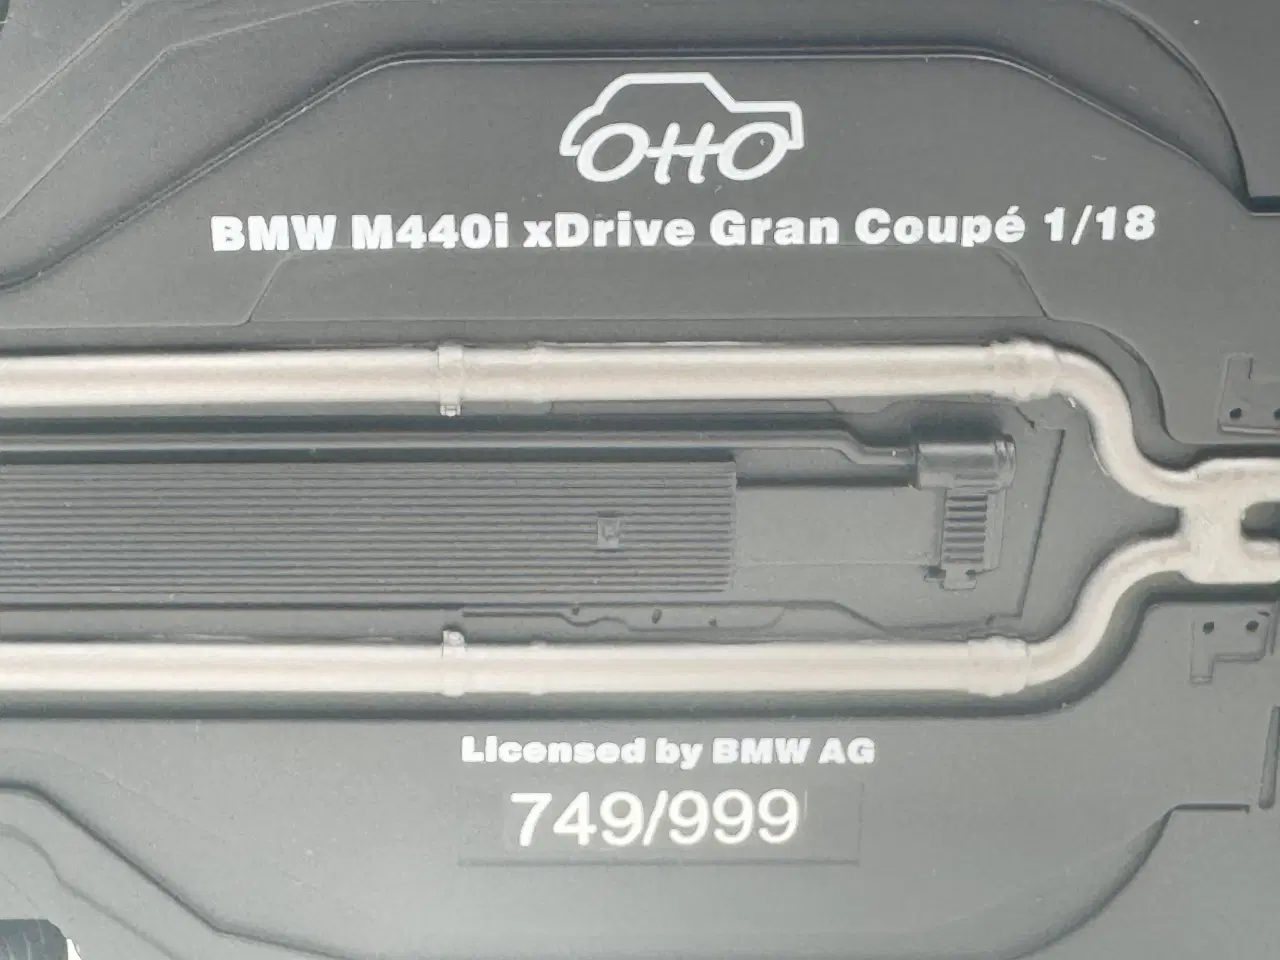 OttO
BMW M440i xDrive Gran Coupé 1/18
Licensed by BMW AG
749/999